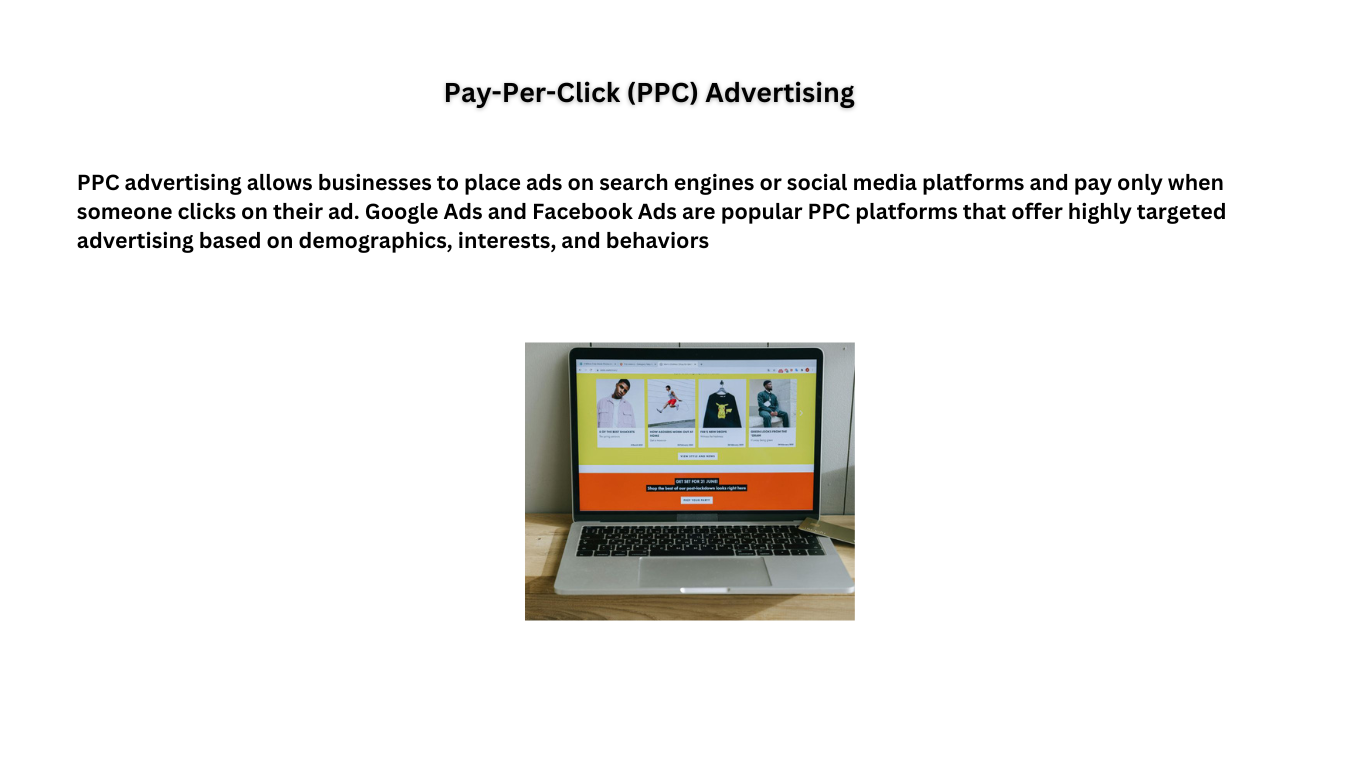 Pay-Per-Click (PPC) Advertising
PPC advertising allows businesses to place ads on search engines or social media platforms and pay only when
someone clicks on their ad. Google Ads and Facebook Ads are popular PPC platforms that offer highly targeted
advertising based on demographics, interests, and behaviors
GET SET FOR 21 JUNE!
Shop the best of our post-lockdown looks right here